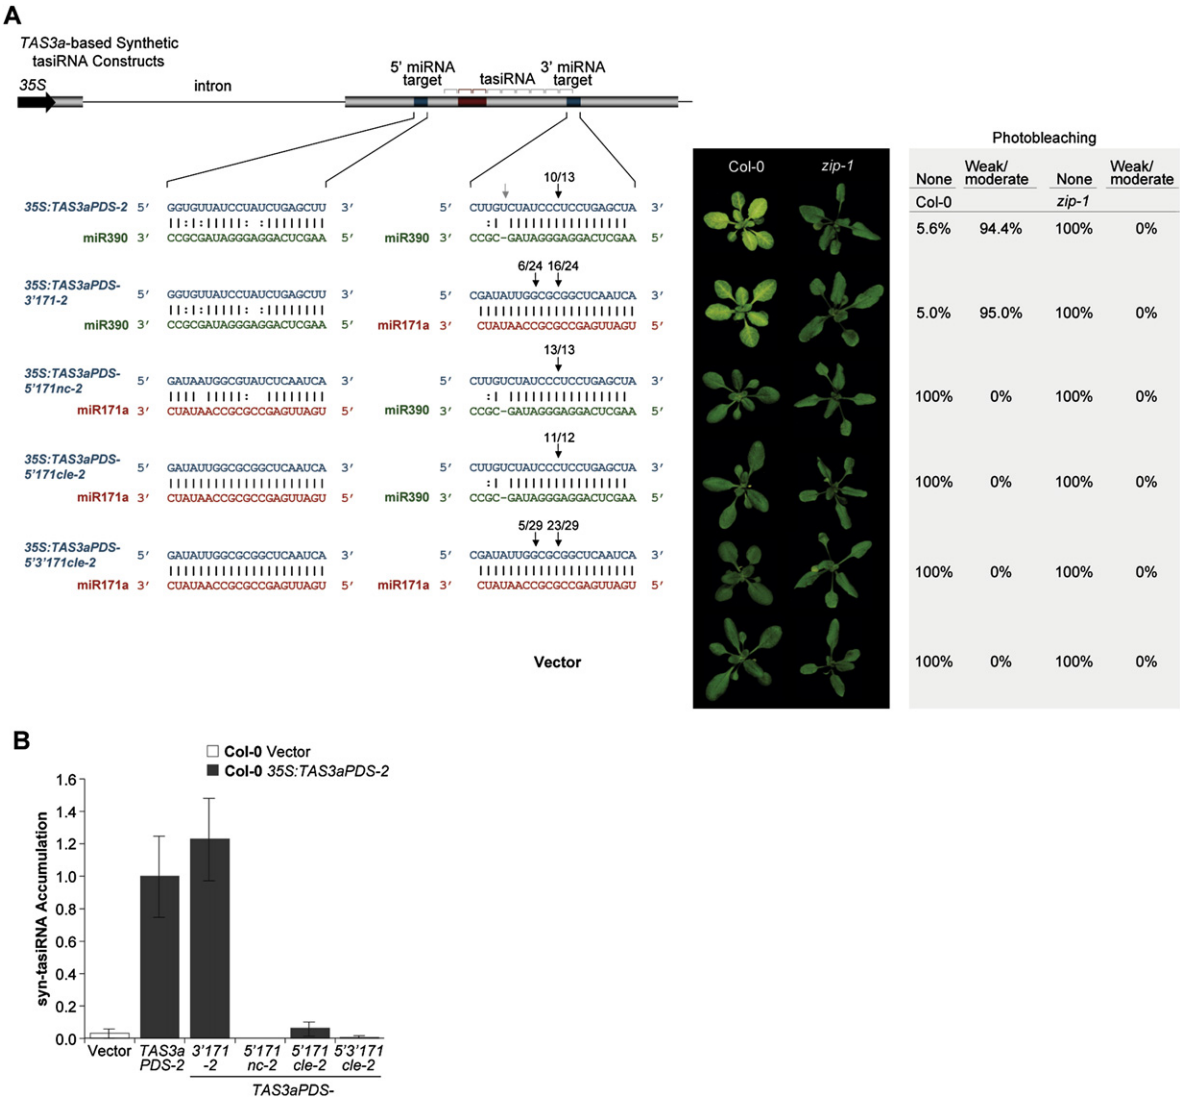 A
TAS3a-based Synthetic
tasiRNA Constructs
35S
intron
5' miRNA
target
tasiRNA
3' miRNA
target
Photobleaching
Col-0 zip-1
None Weak/
moderate None Weak/
moderate
Col-0 zip-1
10/13
35S:TAS3aPDS-2 5' GGUGUUAUCCUAUCUGAGCUU 3' 5' CUUGUCUAUCCCUCCUGAGCUA 3'
miR390 3' CCGCGAUAGGGAGGACUCGAA 5' miR390 3' CCGC-GAUAGGGAGGACUCGAA 5'
5.6% 94.4% 100% 0%
6/24 16/24
35S:TAS3aPDS-
3'171-2
5' GGUGUUAUCCUAUCUGAGCUU 3' 5' CGAUAUUGGCGCGGCUCAAUCA 3'
miR390 3' CCGCGAUAGGGAGGACUCGAA 5' miR171a 3' CUAUAACCGCGCCGAGUUAGU 5'
5.0% 95.0% 100% 0%
13/13
35S:TAS3aPDS-
5'171nc-2
5' GAUAAUGGCGUAUCUCAAUCA 3' 5' CUUGUCUAUCCCUCCUGAGCUA 3'
miR171a 3' CUAUAACCGCGCCGAGUUAGU 5' miR390 3' CCGC-GAUAGGGAGGACUCGAA 5'
100% 0% 100% 0%
11/12
35S:TAS3aPDS-
5'171cle-2
5' GAUAUUGGCGCGGCUCAAUCA 3' 5' CUUGUCUAUCCCUCCUGAGCUA 3'
miR171a 3' CUAUAACCGCGCCGAGUUAGU 5' miR390 3' CCGC-GAUAGGGAGGACUCGAA 5'
100% 0% 100% 0%
5/29 23/29
35S:TAS3aPDS-
5'3'171cle-2
5' GAUAUUGGCGCGGCUCAAUCA 3' 5' CGAUAUUGGCGCGGCUCAAUCA 3'
miR171a 3' CUAUAACCGCGCCGAGUUAGU 5' miR171a 3' CUAUAACCGCGCCGAGUUAGU 5'
100% 0% 100% 0%
Vector
100% 0% 100% 0%
B
Col-0 Vector
Col-0 35S:TAS3aPDS-2
syn-tasiRNA Accumulation
1.6
1.4
1.2
1.0
0.8
0.6
0.4
0.2
0.0
Vector TAS3a
PDS-2 3'171
-2 5'171
nc-2 5'171
cle-2 5'3'171
cle-2
TAS3aPDS-